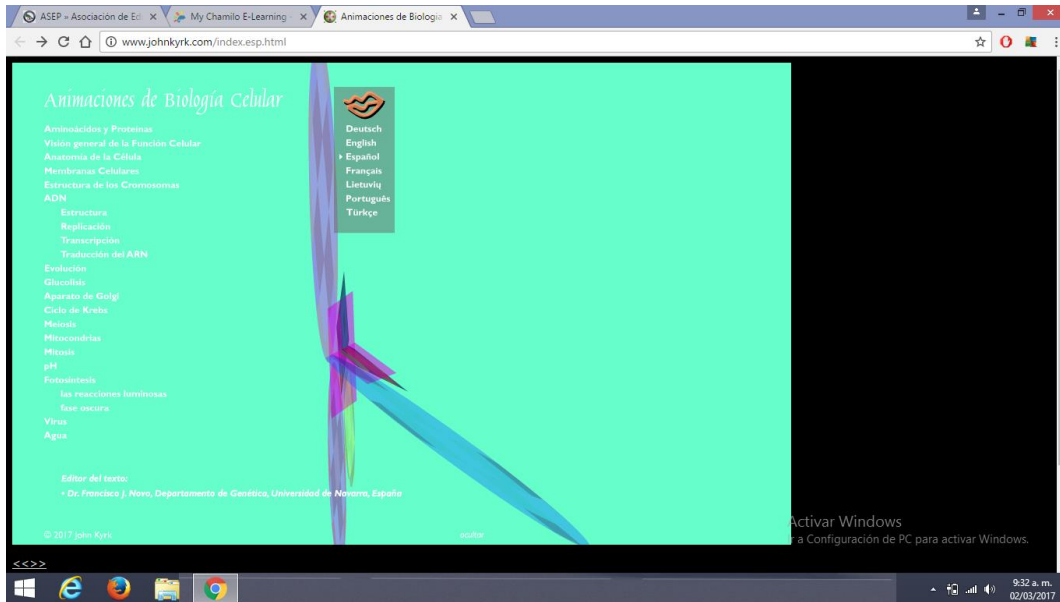 ASEP » Asociación de Ed
My Chamilo E-Learning
Animaciones de Biología
www.johnkyrk.com/index.esp.html
Animaciones de Biología Celular
Aminoácidos y Proteinas
Visión general de la Función Celular
Anatomía de la Célula
Membranas Celulares
Estructura de los Cromosomas
ADN
Estructura
Replicación
Transcripción
Traducción del ARN
Evolución
Glucolisis
Aparato de Golgi
Ciclo de Krebs
Meiosis
Mitocondrias
Mitosis
pH
Fotosíntesis
las reacciones luminosas
fase oscura
Virus
Agua
Deutsch
English
Español
Français
Lietuvių
Português
Türkçe
Editor del texto:
• Dr. Francisco J. Novo, Departamento de Genética, Universidad de Navarra, España
© 2017 John Kyrk
ocultar
Activar Windows
r a Configuración de PC para activar Windows.
<<>>
9:32 a. m.
02/03/2017